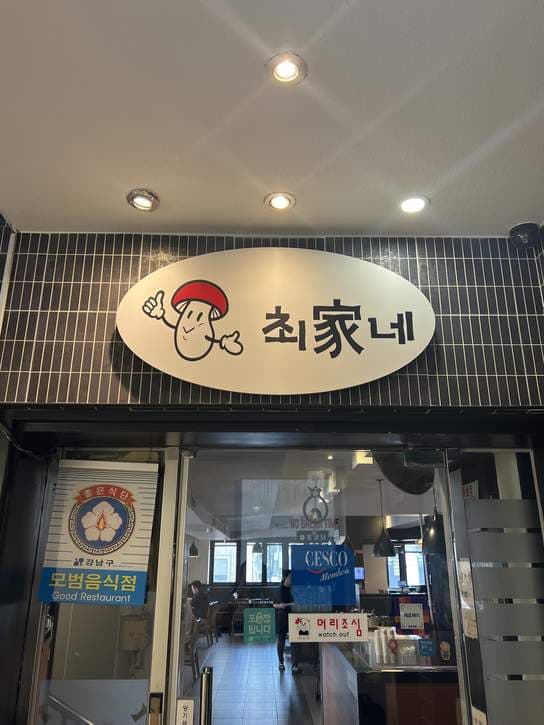 최家네
좋은식단
강남구
모범음식점
Good Restaurant
NO BREAK TIME
CESCO
Member
머리조심
watch out